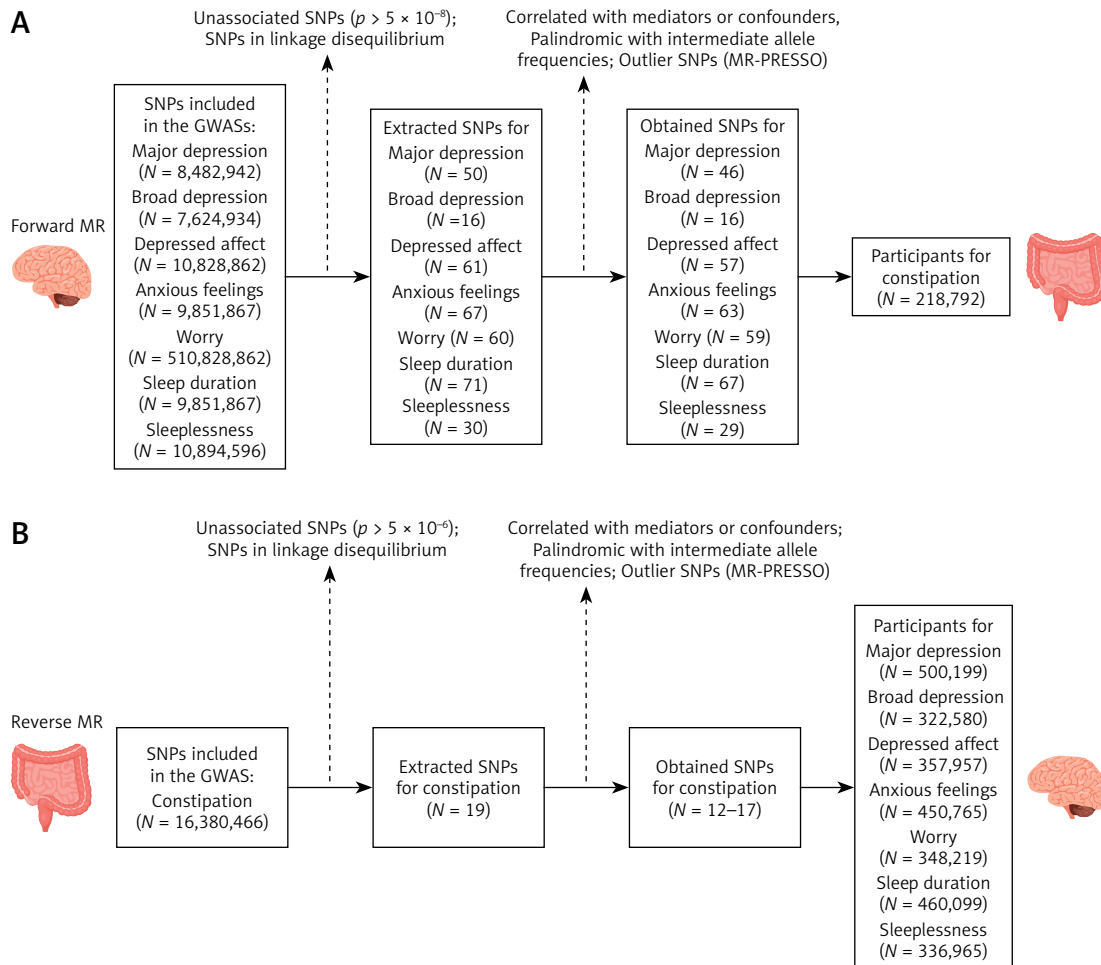 A
Unassociated SNPs (p > 5 × 10⁻⁸);
SNPs in linkage disequilibrium
Correlated with mediators or confounders,
Palindromic with intermediate allele
frequencies; Outlier SNPs (MR-PRESSO)
Forward MR
SNPs included
in the GWASs:
Major depression
(N = 8,482,942)
Broad depression
(N = 7,624,934)
Depressed affect
(N = 10,828,862)
Anxious feelings
(N = 9,851,867)
Worry
(N = 510,828,862)
Sleep duration
(N = 9,851,867)
Sleeplessness
(N = 10,894,596)
Extracted SNPs for
Major depression
(N = 50)
Broad depression
(N =16)
Depressed affect
(N = 61)
Anxious feelings
(N = 67)
Worry (N = 60)
Sleep duration
(N = 71)
Sleeplessness
(N = 30)
Obtained SNPs for
Major depression
(N = 46)
Broad depression
(N = 16)
Depressed affect
(N = 57)
Anxious feelings
(N = 63)
Worry (N = 59)
Sleep duration
(N = 67)
Sleeplessness
(N = 29)
Participants for
constipation
(N = 218,792)
B
Unassociated SNPs (p > 5 × 10⁻⁶);
SNPs in linkage disequilibrium
Correlated with mediators or confounders;
Palindromic with intermediate allele
frequencies; Outlier SNPs (MR-PRESSO)
Reverse MR
SNPs included
in the GWAS:
Constipation
(N = 16,380,466)
Extracted SNPs
for constipation
(N = 19)
Obtained SNPs
for constipation
(N = 12–17)
Participants for
Major depression
(N = 500,199)
Broad depression
(N = 322,580)
Depressed affect
(N = 357,957)
Anxious feelings
(N = 450,765)
Worry
(N = 348,219)
Sleep duration
(N = 460,099)
Sleeplessness
(N = 336,965)